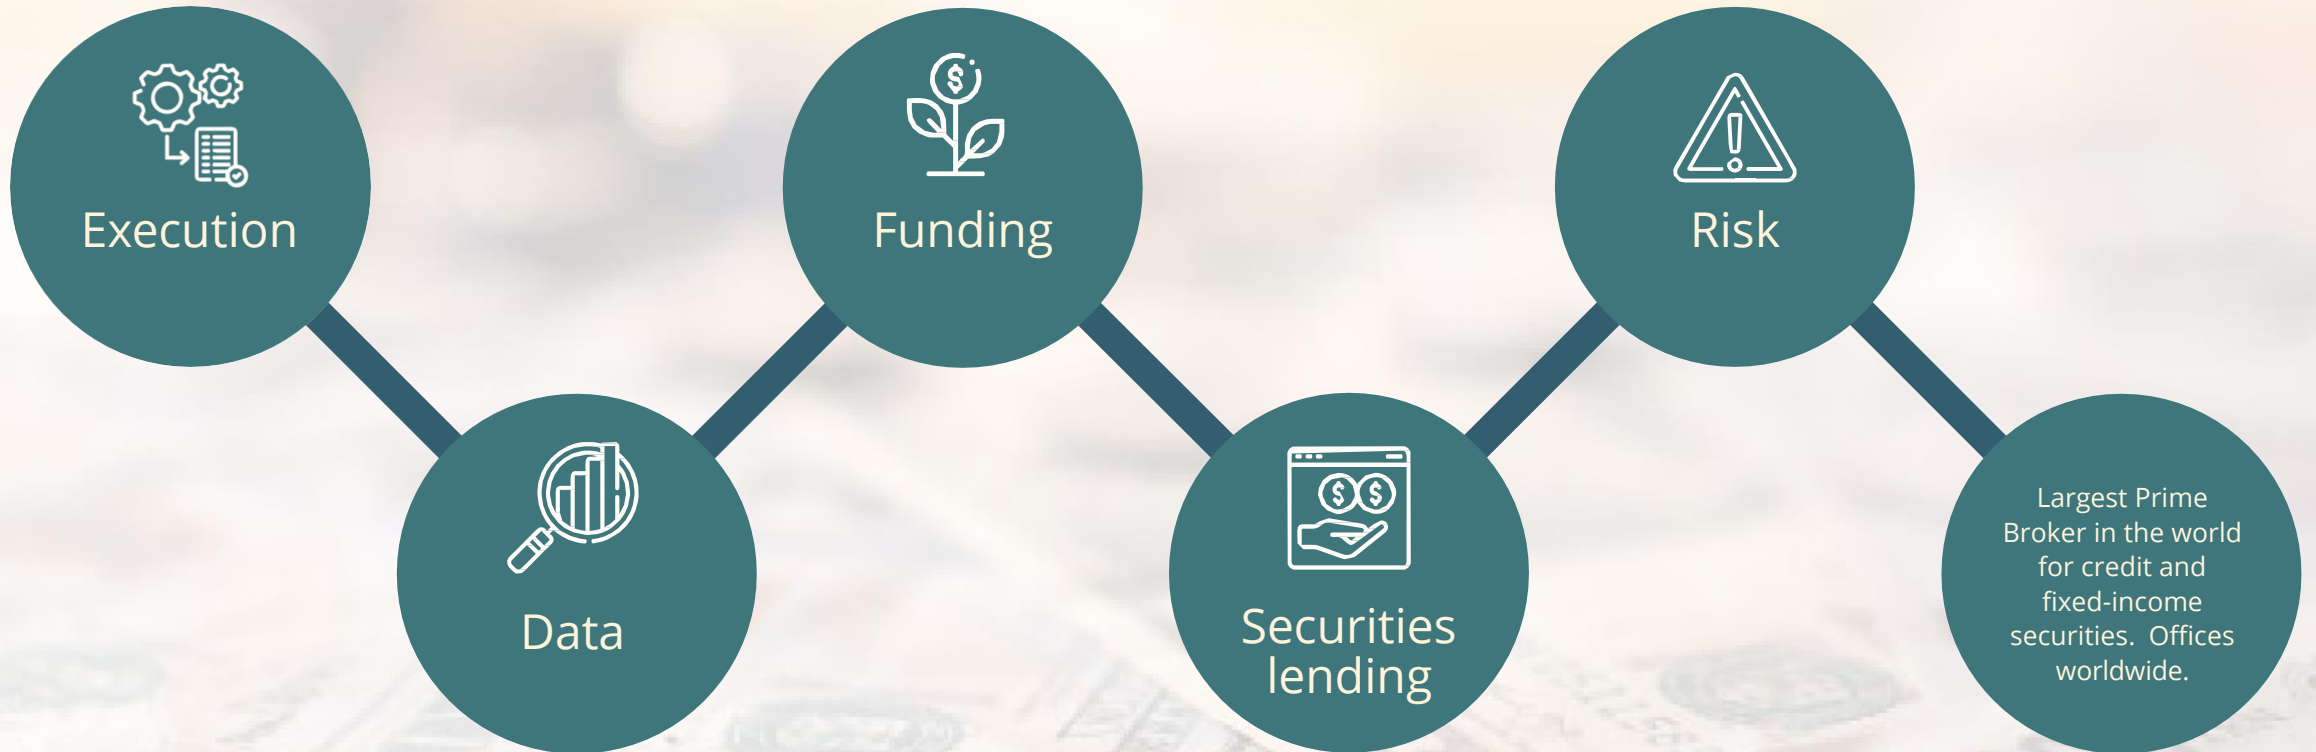 Execution
Funding
Risk
Data
Securities
lending
Largest Prime
Broker in the world
for credit and
fixed-income
securities.  Offices
worldwide.